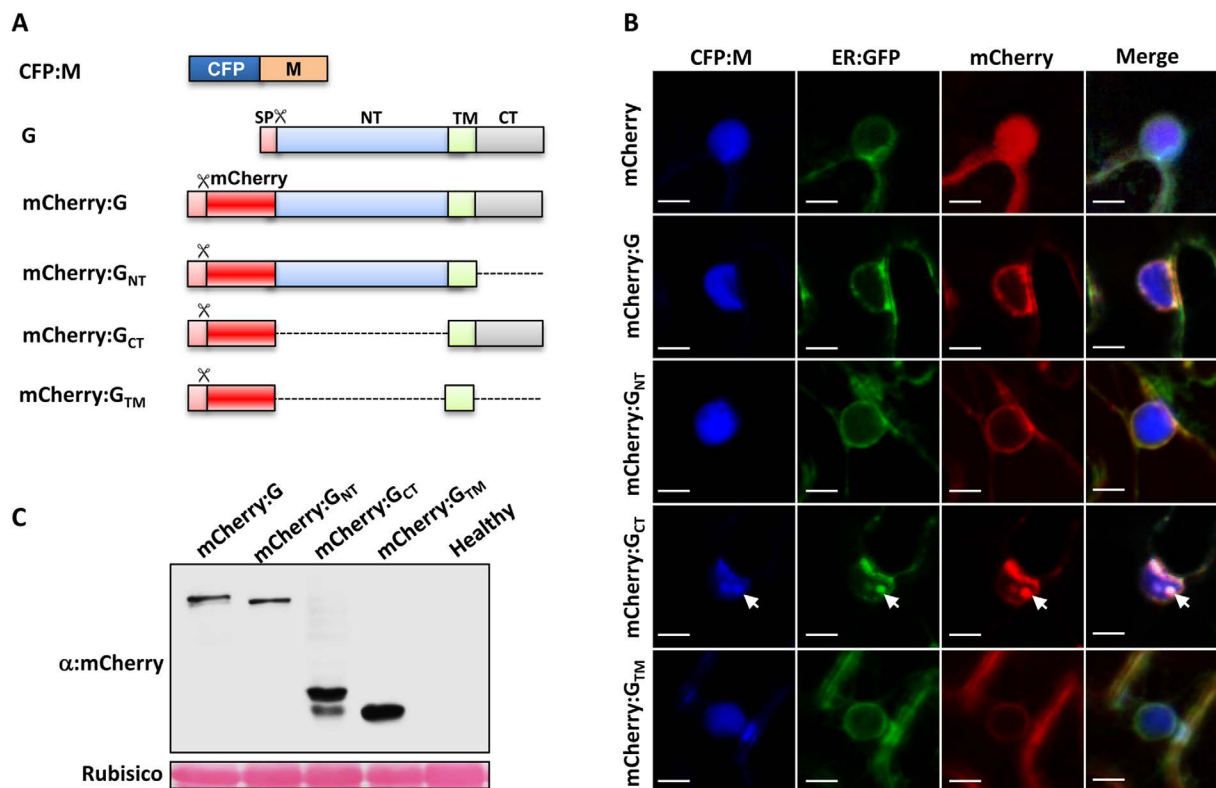 A
CFP:M
CFP M
G
SP NT TM CT
mCherry
mCherry:G
mCherry:GNT
mCherry:GCT
mCherry:GTM
B
CFP:M ER:GFP mCherry Merge
mCherry
mCherry:G
mCherry:GNT
mCherry:GCT
mCherry:GTM
C
mCherry:G mCherry:GNT mCherry:GCT mCherry:GTM Healthy
α:mCherry
Rubisico